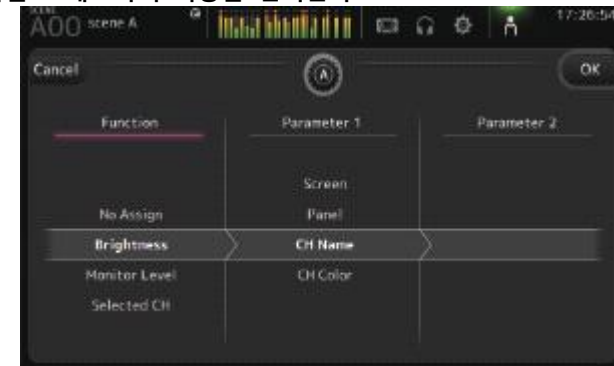 SCENE
A00 scene A
17:26:54
Cancel
A
OK
Function
Parameter 1
Parameter 2
Screen
No Assign
Panel
Brightness
CH Name
Monitor Level
CH Color
Selected CH